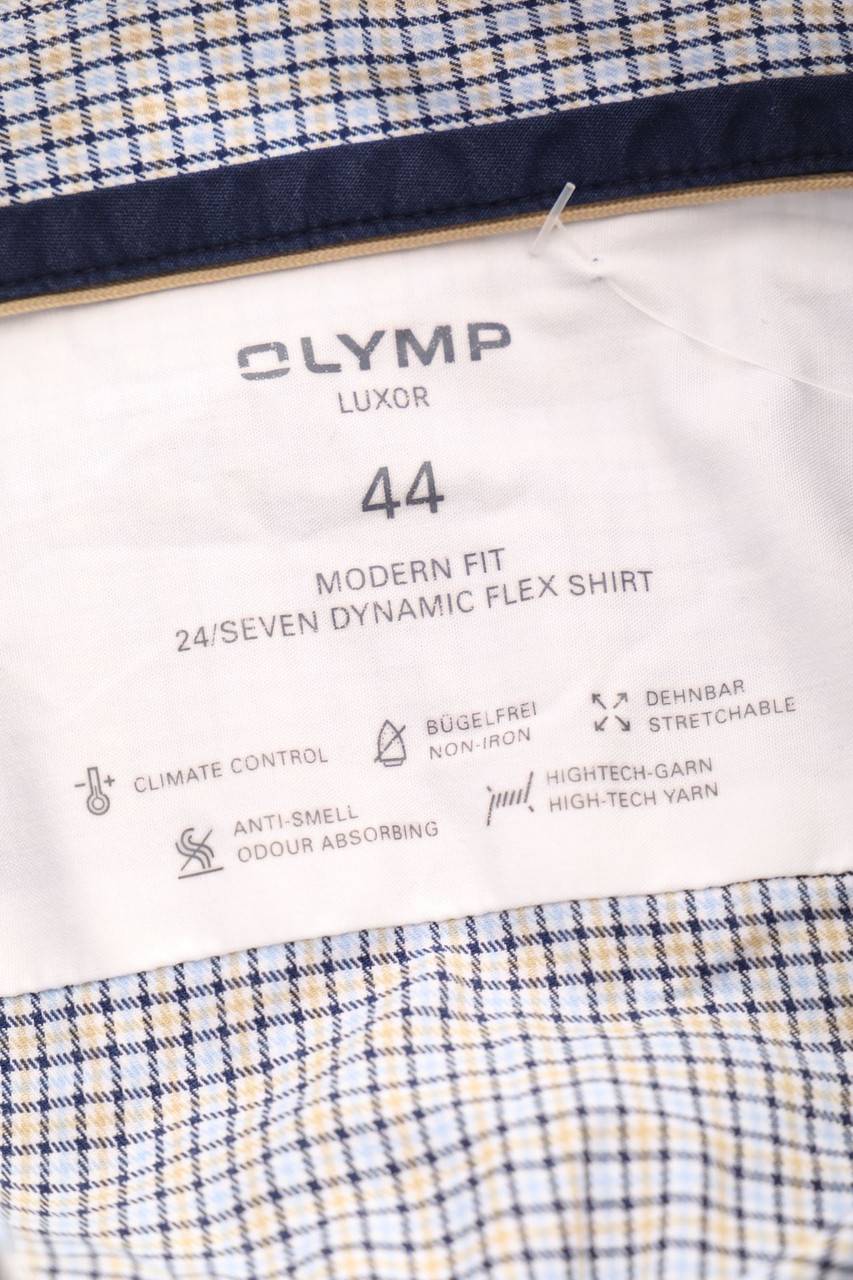 OLYMP
LUXOR
44
MODERN FIT
24/SEVEN DYNAMIC FLEX SHIRT
CLIMATE CONTROL
BÜGELFREI
NON-IRON
DEHNBAR
STRETCHABLE
ANTI-SMELL
ODOUR ABSORBING
HIGHTECH-GARN
HIGH-TECH YARN